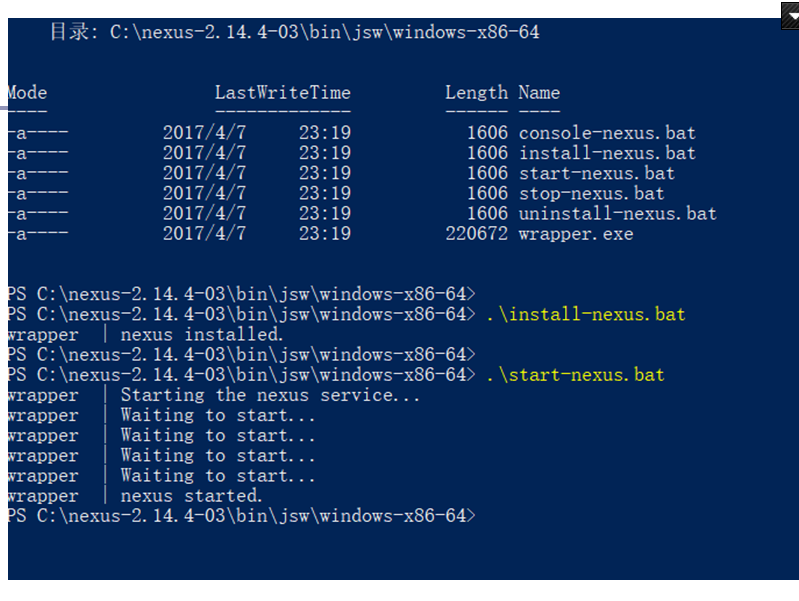 目录: C:\nexus-2.14.4-03\bin\jsw\windows-x86-64
Mode LastWriteTime Length Name
---- ------------- ------ ----
-a---- 2017/4/7 23:19 1606 console-nexus.bat
-a---- 2017/4/7 23:19 1606 install-nexus.bat
-a---- 2017/4/7 23:19 1606 start-nexus.bat
-a---- 2017/4/7 23:19 1606 stop-nexus.bat
-a---- 2017/4/7 23:19 1606 uninstall-nexus.bat
-a---- 2017/4/7 23:19 220672 wrapper.exe
PS C:\nexus-2.14.4-03\bin\jsw\windows-x86-64>
PS C:\nexus-2.14.4-03\bin\jsw\windows-x86-64> .\install-nexus.bat
wrapper | nexus installed.
PS C:\nexus-2.14.4-03\bin\jsw\windows-x86-64>
PS C:\nexus-2.14.4-03\bin\jsw\windows-x86-64> .\start-nexus.bat
wrapper | Starting the nexus service...
wrapper | Waiting to start...
wrapper | Waiting to start...
wrapper | Waiting to start...
wrapper | Waiting to start...
wrapper | nexus started.
PS C:\nexus-2.14.4-03\bin\jsw\windows-x86-64>